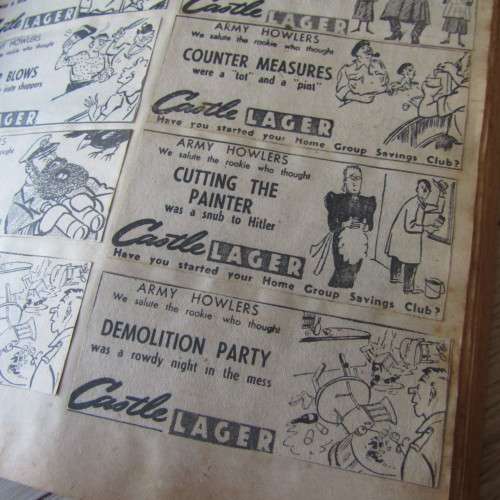 Castle LAGER
BLOWS
shoppers
LAGER
Castle LAGER
ARMY HOWLERS
We salute the rookie who thought
COUNTER MEASURES
were a "tot" and a "pint"
Castle LAGER
Have you started your Home Group Savings Club?
ARMY HOWLERS
We salute the rookie who thought
CUTTING THE
PAINTER
was a snub to Hitler
Castle LAGER
Have you started your Home Group Savings Club?
ARMY HOWLERS
We salute the rookie who thought
DEMOLITION PARTY
was a rowdy night in the mess
Castle LAGER